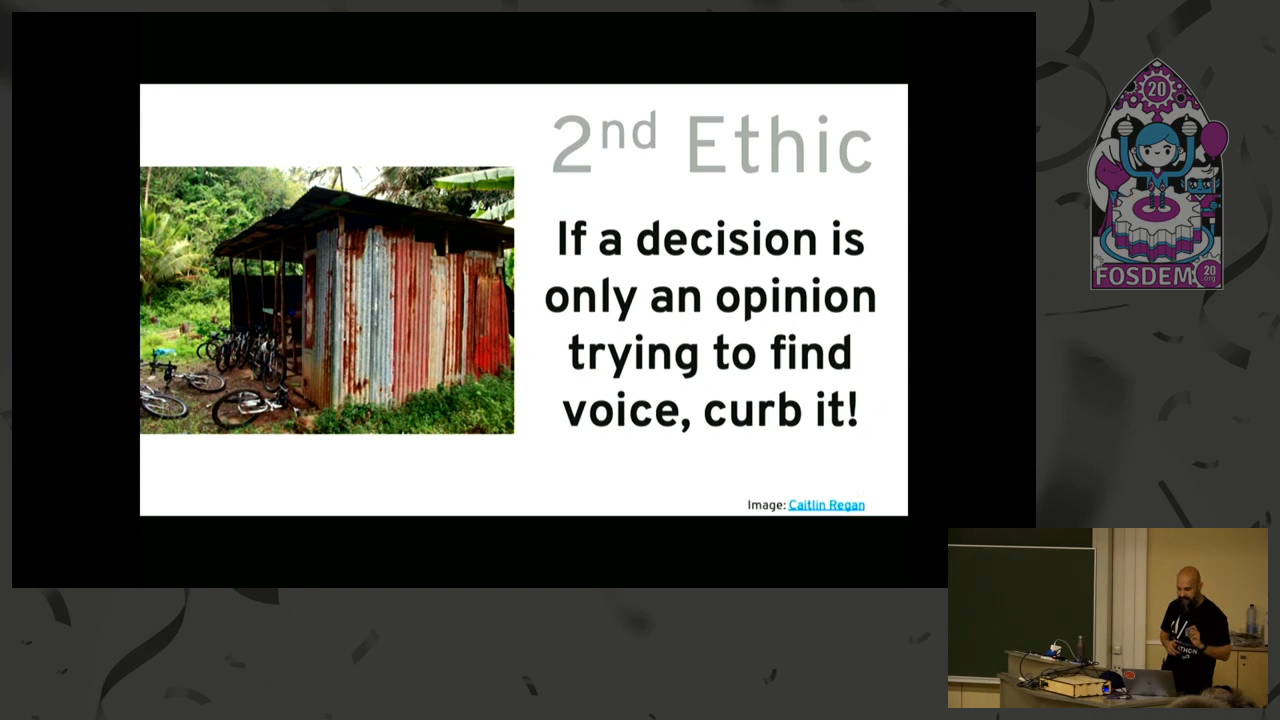 2nd Ethic
If a decision is
only an opinion
trying to find
voice, curb it!
Image: Caitlin Regan
20
FOSDEM 20
.org